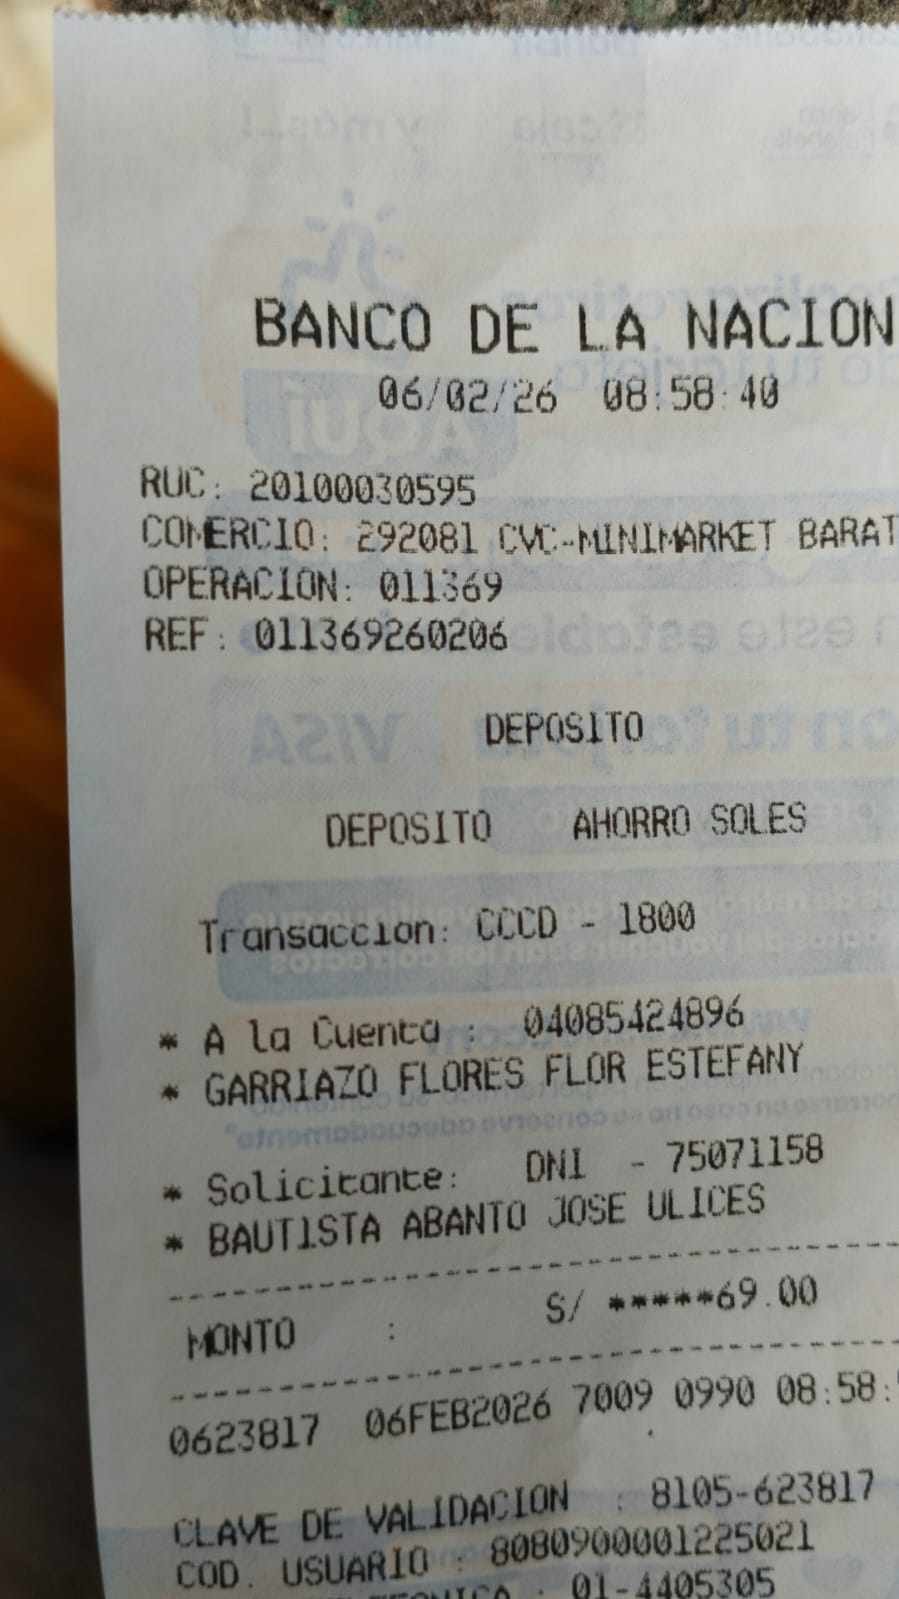 BANCO DE LA NACION
06/02/26 08:58:40
RUC: 20100030595
COMERCIO: 292081 CVC-MINIMARKET BARAT
OPERACION: 011369
REF: 011369260206
DEPOSITO
DEPOSITO AHORRO SOLES
Transaccion: CCCD - 1800
* A la Cuenta : 04085424896
* GARRIAZO FLORES FLOR ESTEFANY
* Solicitante: DNI - 75071158
* BAUTISTA ABANTO JOSE ULICES
MONTO : S/ *****69.00
0623817 06FEB2026 7009 0990 08:58:
CLAVE DE VALIDACION : 8105-623817
COD. USUARIO : 8080900001225021
: 01-4405305